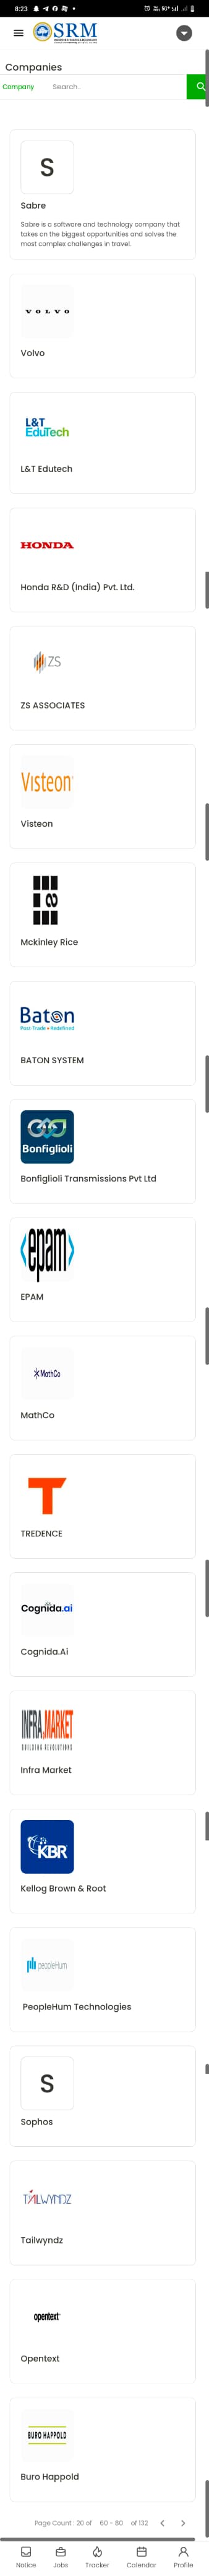 8:23
SRM
Companies
Company Search..
S
Sabre
Sabre is a software and technology company that
takes on the biggest opportunities and solves the
most complex challenges in travel.
VOLVO
Volvo
L&T
EduTech
L&T Edutech
HONDA
Honda R&D (India) Pvt. Ltd.
ZS
ZS ASSOCIATES
Visteon
Visteon
Mckinley Rice
Baton
Post-Trade Redefined
BATON SYSTEM
Bonfiglioli
Bonfiglioli Transmissions Pvt Ltd
<epam>
EPAM
MathCo
MathCo
T
TREDENCE
Cognida.ai
Cognida.Ai
INFRA.MARKET
BUILDING REVOLUTIONS
Infra Market
KBR
Kellog Brown & Root
peopleHum
PeopleHum Technologies
S
Sophos
TAILWYNDZ
Tailwyndz
opentext
Opentext
BURO HAPPOLD
Buro Happold
Page Count : 20 of 60 - 80 of 132
Notice Jobs Tracker Calendar Profile